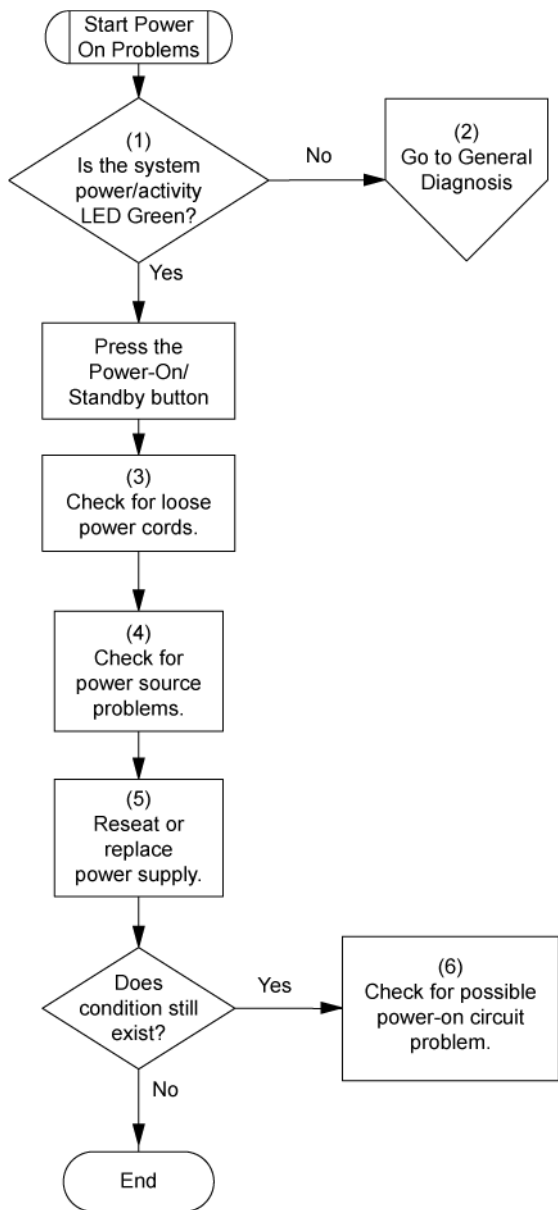 Start Power
On Problems
(1)
Is the system
power/activity
LED Green?
No
(2)
Go to General
Diagnosis
Yes
Press the
Power-On/
Standby button
(3)
Check for loose
power cords.
(4)
Check for
power source
problems.
(5)
Reseat or
replace
power supply.
Does
condition still
exist?
Yes
(6)
Check for possible
power-on circuit
problem.
No
End